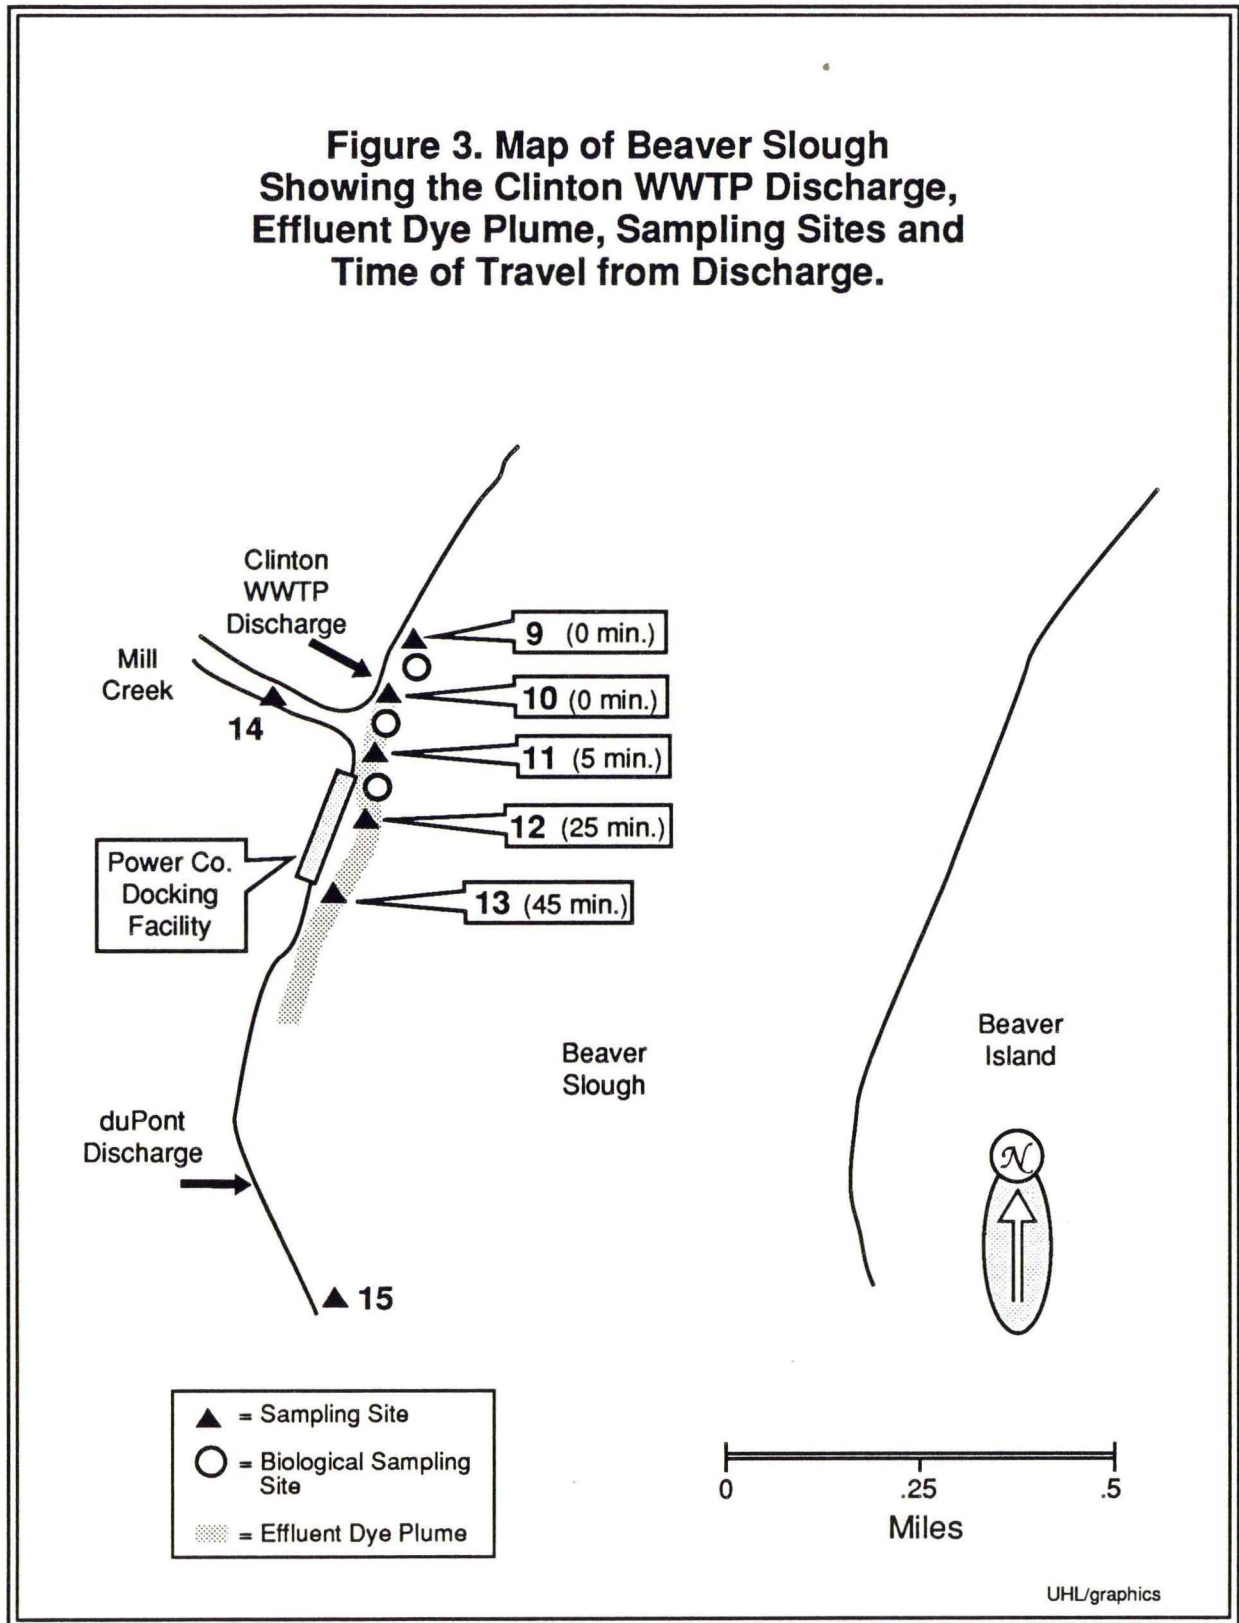 Figure 3. Map of Beaver Slough
Showing the Clinton WWTP Discharge,
Effluent Dye Plume, Sampling Sites and
Time of Travel from Discharge.
Clinton
WWTP
Discharge
9 (0 min.)
Mill
Creek
10 (0 min.)
14
11 (5 min.)
12 (25 min.)
Power Co.
Docking
Facility
13 (45 min.)
Beaver
Slough
Beaver
Island
duPont
Discharge
N
15
▲ = Sampling Site
○ = Biological Sampling
Site
= Effluent Dye Plume
0 .25 .5
Miles
UHL/graphics